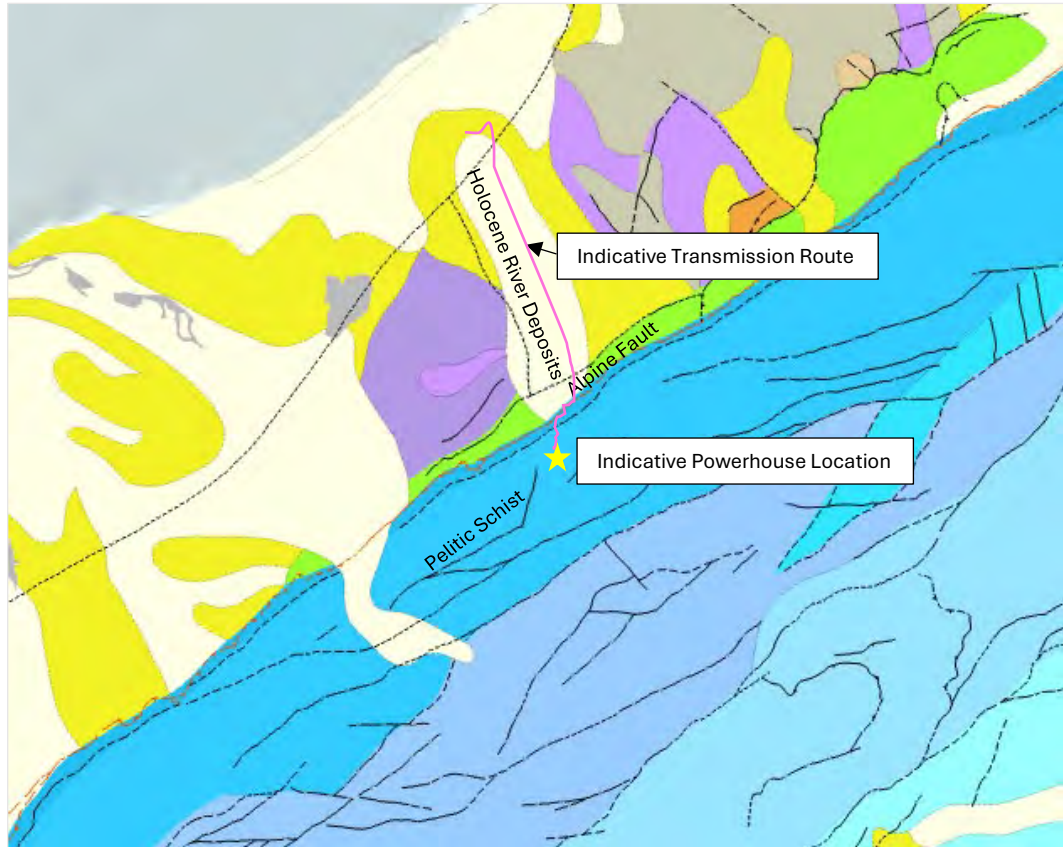 Holocene River Deposits
Indicative Transmission Route
Alpine Fault
Indicative Powerhouse Location
Pelitic Schist